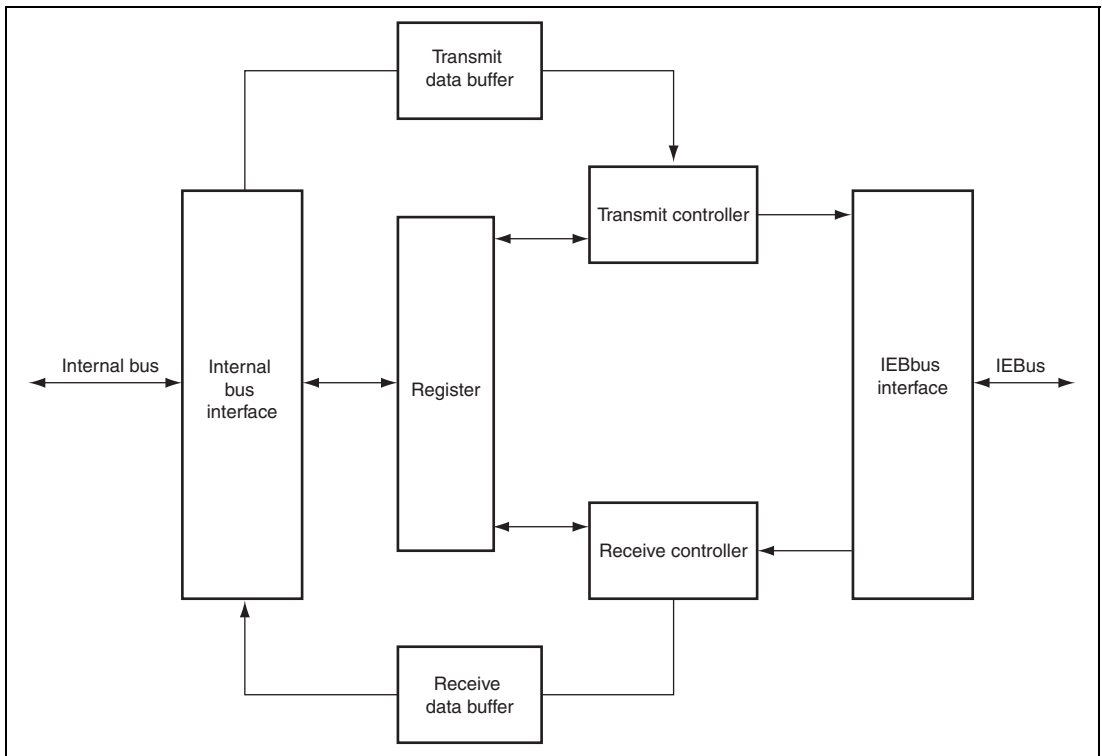 Transmit
data buffer
Transmit controller
Internal bus
Internal
bus
interface
Register
IEBbus
interface
IEBus
Receive controller
Receive
data buffer